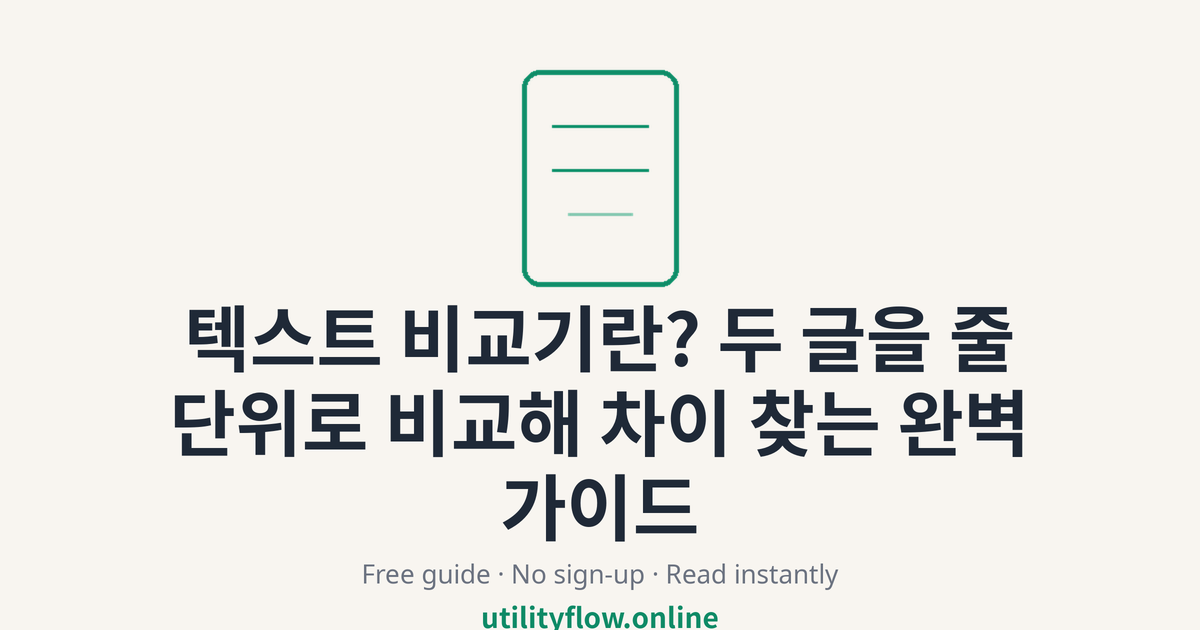 텍스트 비교기란? 두 글을 줄
단위로 비교해 차이 찾는 완벽
가이드
Free guide · No sign-up · Read instantly
utilityflow.online